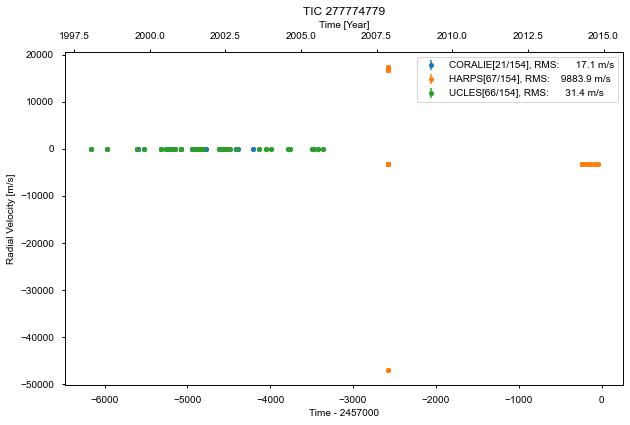 TIC 277774779
Time [Year]
1997.5 2000.0 2002.5 2005.0 2007.5 2010.0 2012.5 2015.0
20000
10000
0
−10000
−20000
−30000
−40000
−50000
Radial Velocity [m/s]
CORALIE[21/154], RMS: 17.1 m/s
HARPS[67/154], RMS: 9883.9 m/s
UCLES[66/154], RMS: 31.4 m/s
−6000 −5000 −4000 −3000 −2000 −1000 0
Time - 2457000